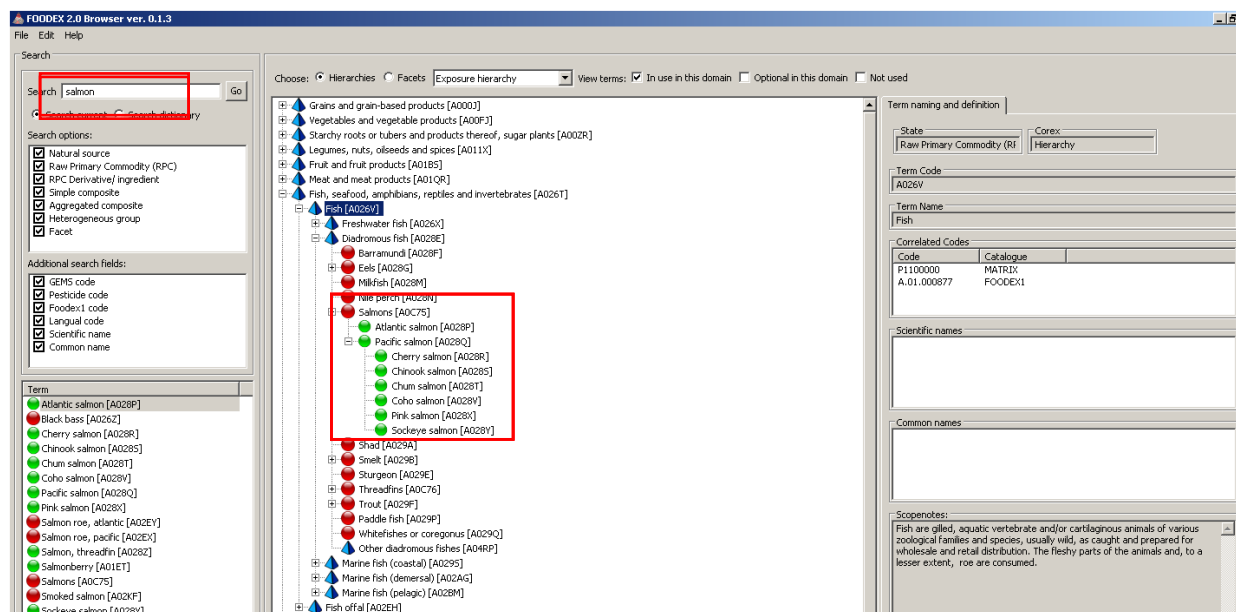 FOODEX 2.0 Browser ver. 0.1.3
File Edit Help
Search
Search salmon Go
Search options:
Natural source
Raw Primary Commodity (RPC)
RPC Derivative/ ingredient
Simple composite
Aggregated composite
Heterogeneous group
Facet
Additional search fields:
GEMS code
Pesticide code
Foodex1 code
Langual code
Scientific name
Common name
Term
Atlantic salmon [A028P]
Black bass [A026Z]
Cherry salmon [A028R]
Chinook salmon [A028S]
Chum salmon [A028T]
Coho salmon [A028V]
Pacific salmon [A028Q]
Pink salmon [A028X]
Salmon roe, atlantic [A02EY]
Salmon roe, pacific [A02EX]
Salmon, threadfin [A028Z]
Salmonberry [A01ET]
Salmons [A0C75]
Smoked salmon [A02KF]
Sockeye salmon [A028Y]
Choose: Hierarchies Facets Exposure hierarchy View terms: In use in this domain Optional in this domain Not used
Grains and grain-based products [A000J]
Vegetables and vegetable products [A00FJ]
Starchy roots or tubers and products thereof, sugar plants [A00ZR]
Legumes, nuts, oilseeds and spices [A011X]
Fruit and fruit products [A01BS]
Meat and meat products [A01QR]
Fish, seafood, amphibians, reptiles and invertebrates [A026T]
Fish [A026V]
Freshwater fish [A026X]
Diadromous fish [A028E]
Barramundi [A028F]
Eels [A028G]
Milkfish [A028M]
Nile perch [A028N]
Salmons [A0C75]
Atlantic salmon [A028P]
Pacific salmon [A028Q]
Cherry salmon [A028R]
Chinook salmon [A028S]
Chum salmon [A028T]
Coho salmon [A028V]
Pink salmon [A028X]
Sockeye salmon [A028Y]
Shad [A029A]
Smelt [A029B]
Sturgeon [A029E]
Threadfins [A0C76]
Trout [A029F]
Paddle fish [A029P]
Whitefishes or coregonus [A029Q]
Other diadromous fishes [A04RP]
Marine fish (coastal) [A029S]
Marine fish (demersal) [A02AG]
Marine fish (pelagic) [A02BM]
Fish offal [A02EH]
Term naming and definition
State Corex
Raw Primary Commodity (RF Hierarchy
Term Code
A026V
Term Name
Fish
Correlated Codes
Code Catalogue
P1100000 MATRIX
A.01.000877 FOODEX1
Scientific names
Common names
Scopenotes:
Fish are gilled, aquatic vertebrate and/or cartilaginous animals of various
zoological families and species, usually wild, as caught and prepared for
wholesale and retail distribution. The fleshy parts of the animals and, to a
lesser extent, roe are consumed.